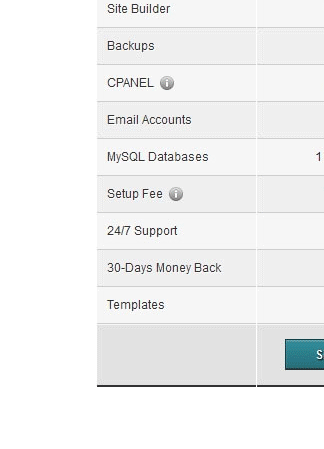 Site Builder
Backups
CPANEL
Email Accounts
MySQL Databases 1
Setup Fee
24/7 Support
30-Days Money Back
Templates
S